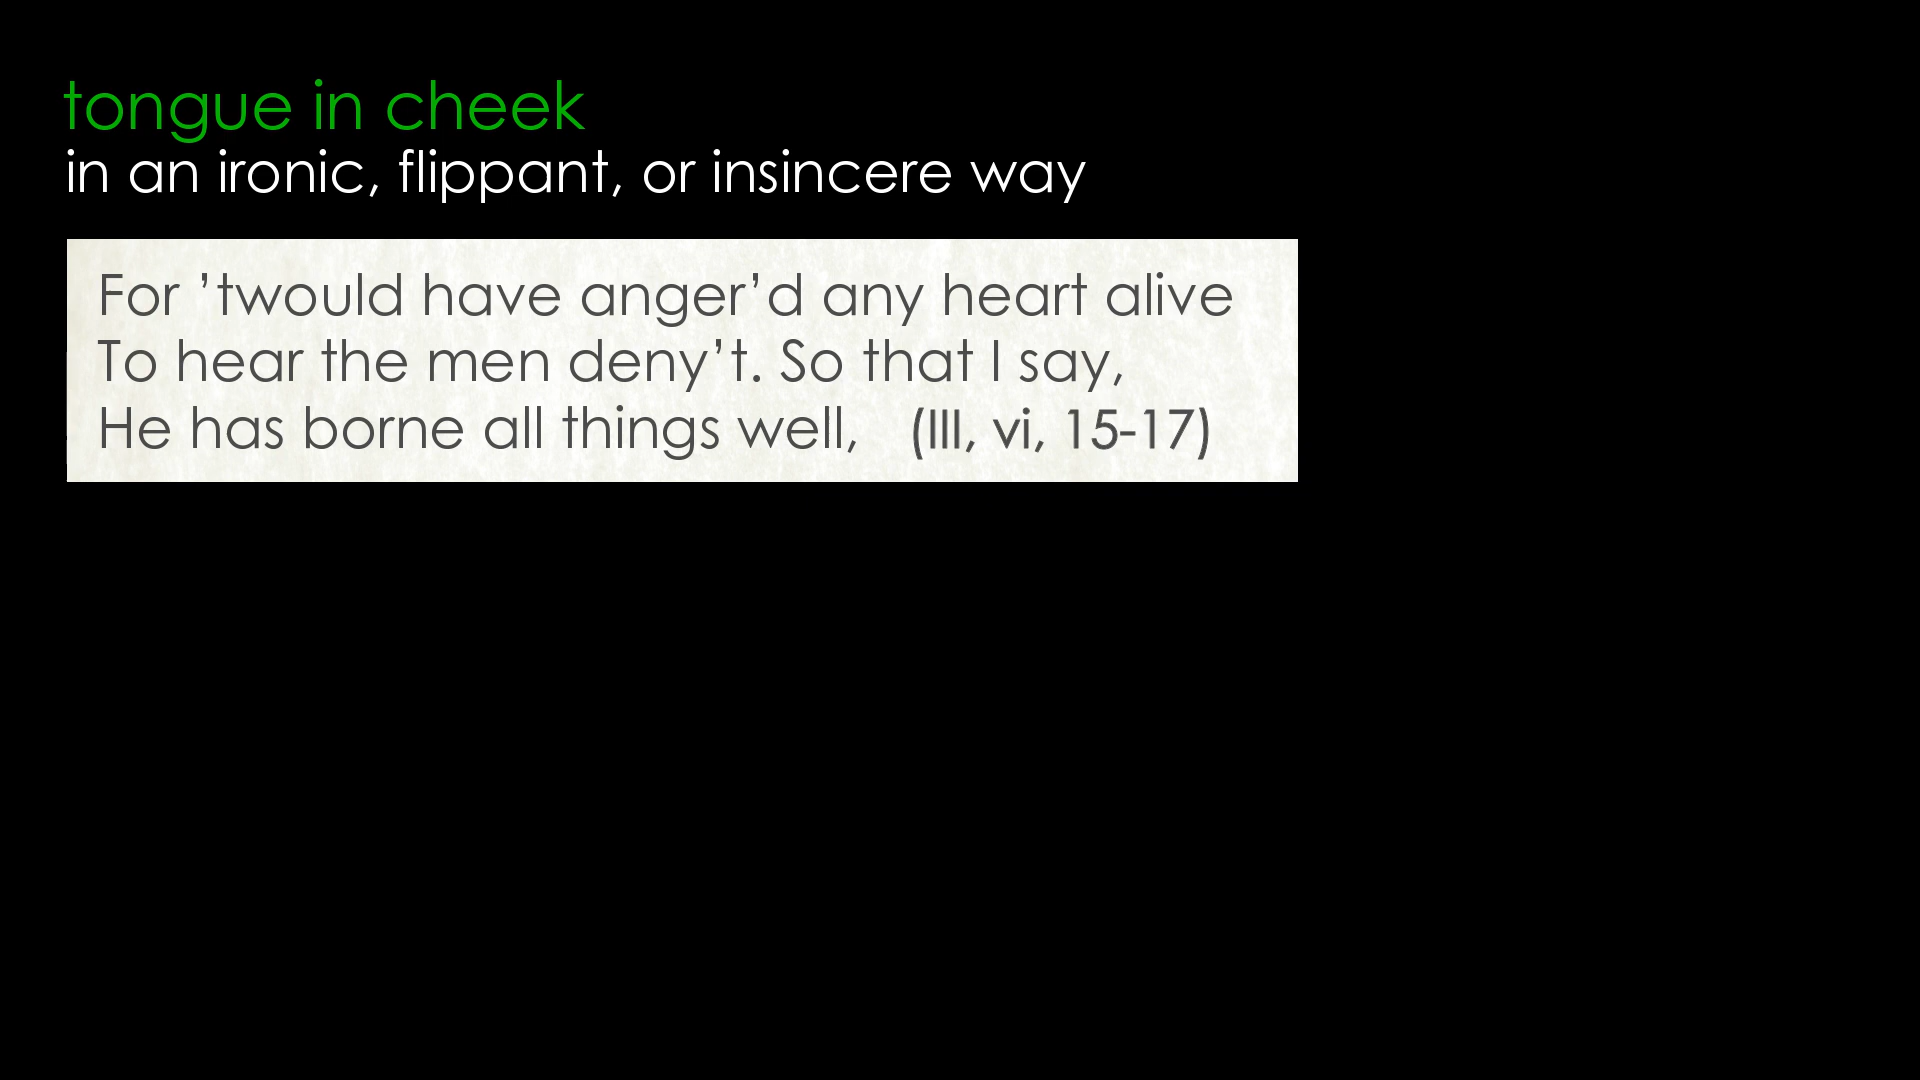 tongue in cheek
in an ironic, flippant, or insincere way
For ’twould have anger’d any heart alive
To hear the men deny’t. So that I say,
He has borne all things well, (III, vi, 15-17)